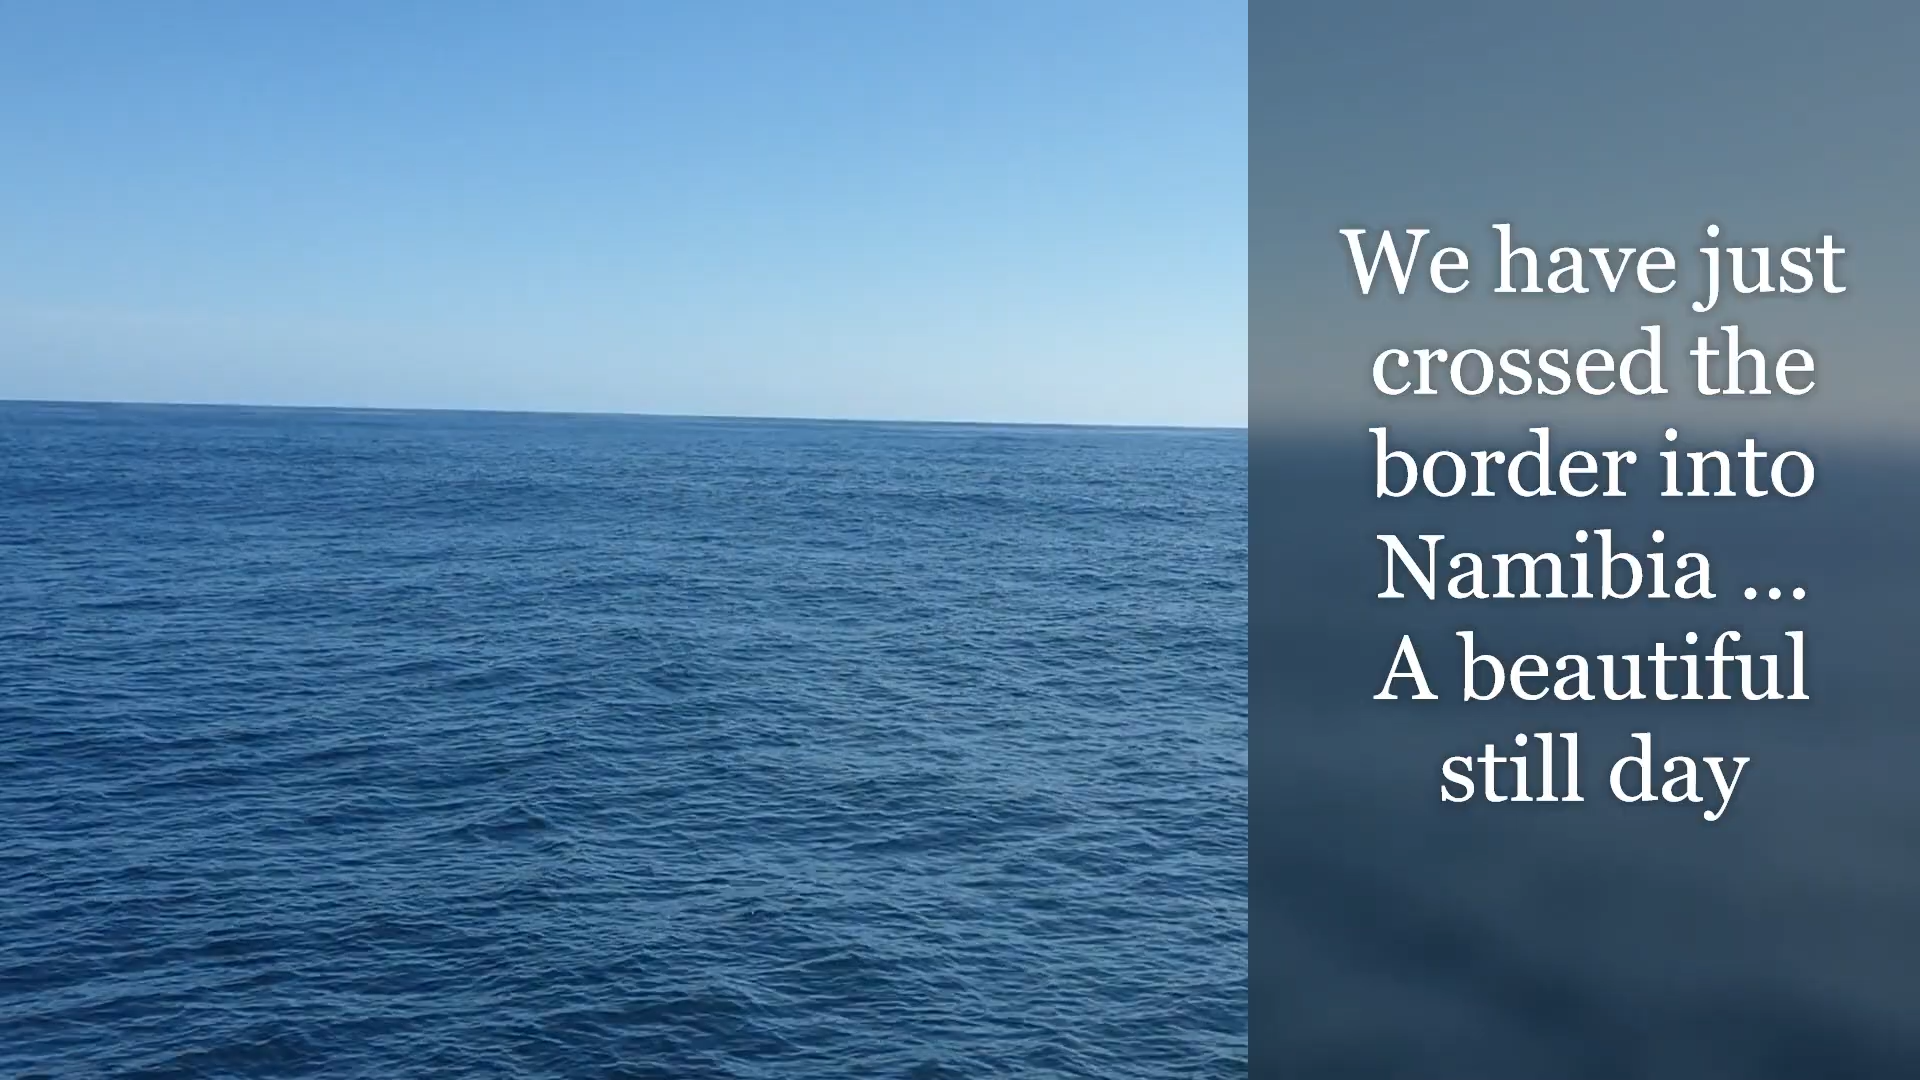 We have just
crossed the
border into
Namibia ...
A beautiful
still day